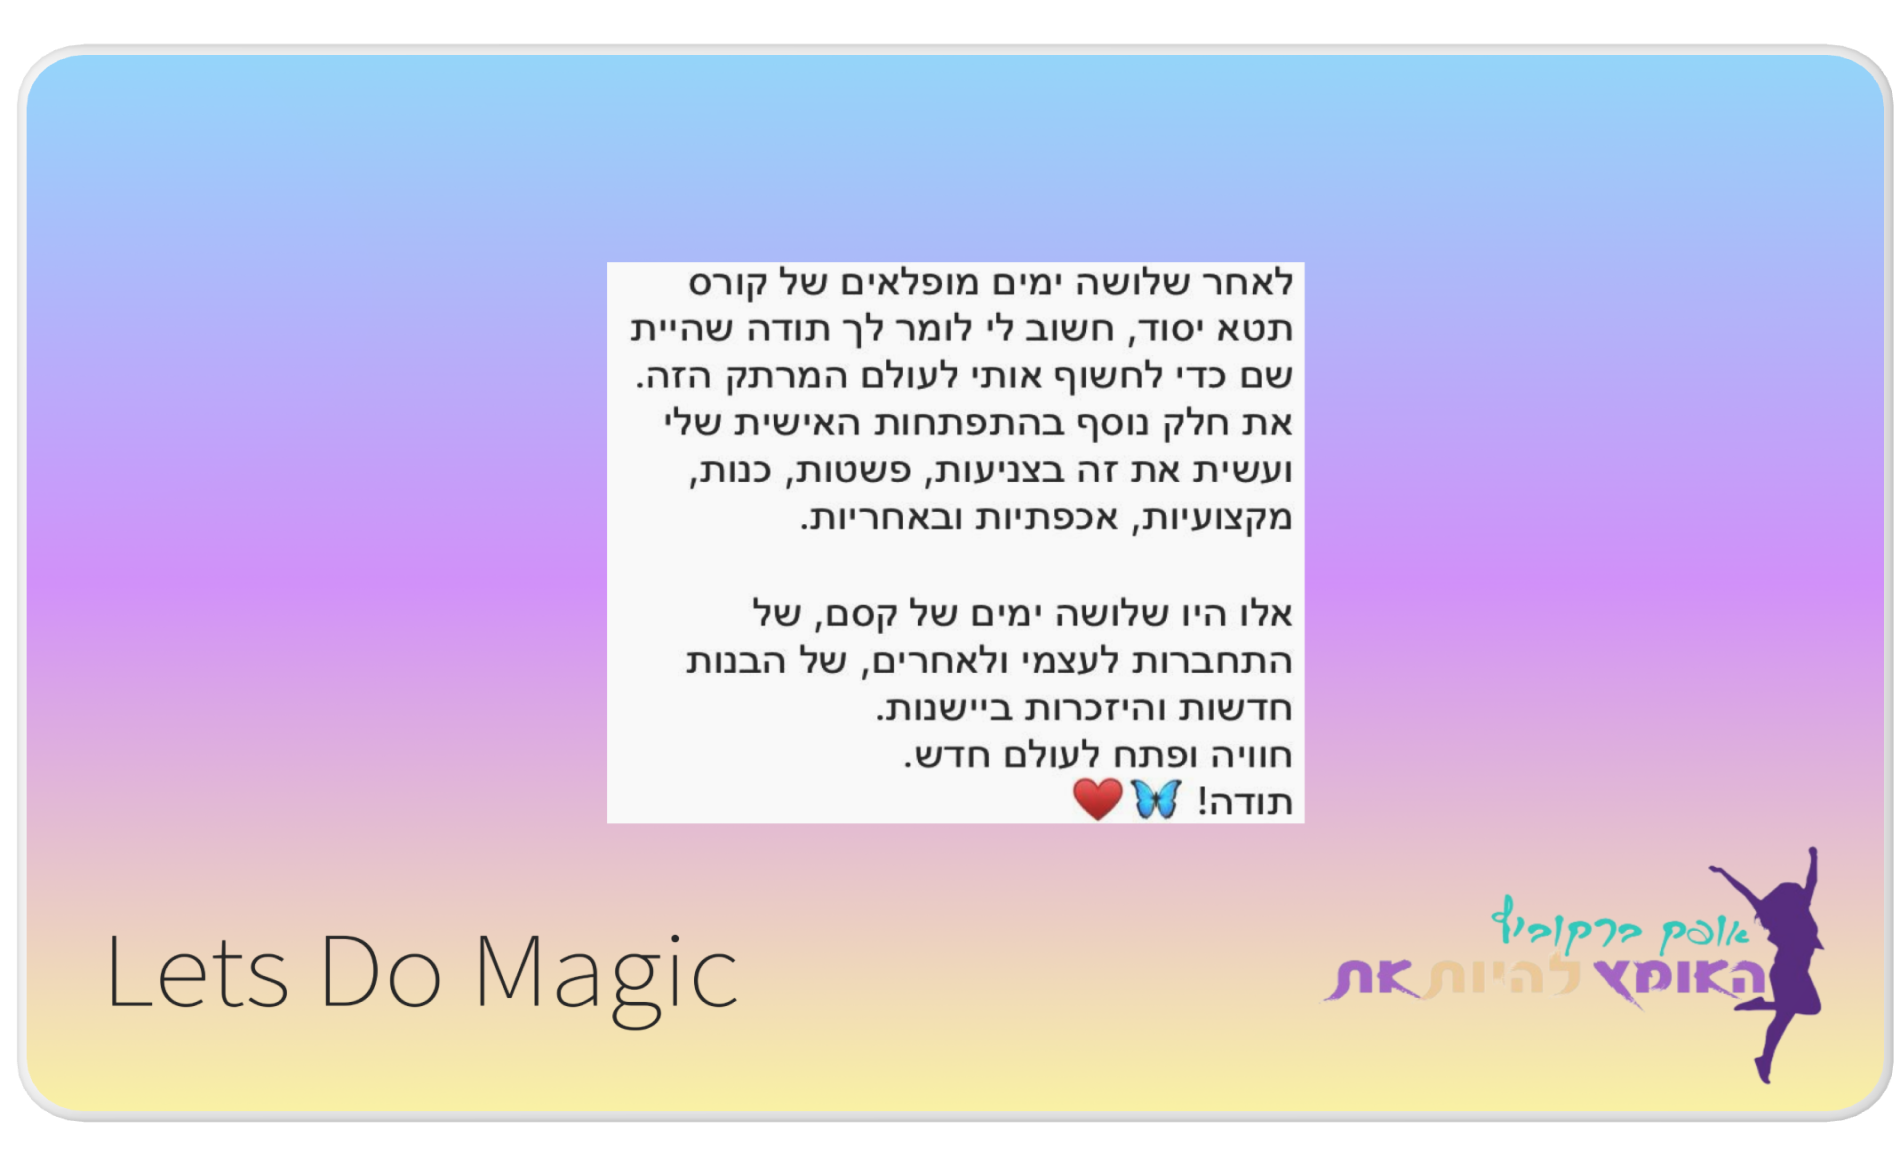 לאחר שלושה ימים מופלאים של קורס
תטא יסוד, חשוב לי לומר לך תודה שהיית
שם כדי לחשוף אותי לעולם המרתק הזה.
את חלק נוסף בהתפתחות האישית שלי
ועשית את זה בצניעות, פשטות, כנות,
מקצועיות, אכפתיות ובאחריות.
אלו היו שלושה ימים של קסם, של
התחברות לעצמי ולאחרים, של הבנות
חדשות והיזכרות ביישנות.
חוויה ופתח לעולם חדש.
תודה! 🦋❤️
אופק ברקוביץ
האומץ להיות את
Lets Do Magic